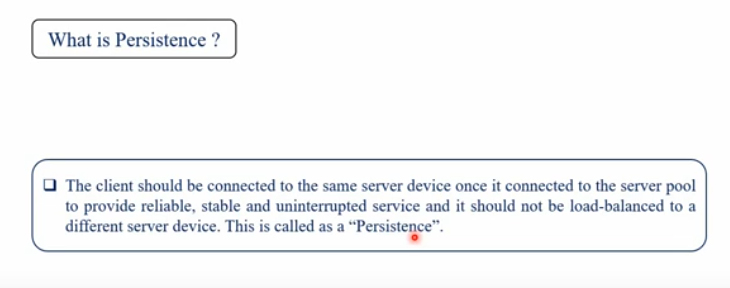 What is Persistence ?
❑ The client should be connected to the same server device once it connected to the server pool
to provide reliable, stable and uninterrupted service and it should not be load-balanced to a
different server device. This is called as a “Persistence”.